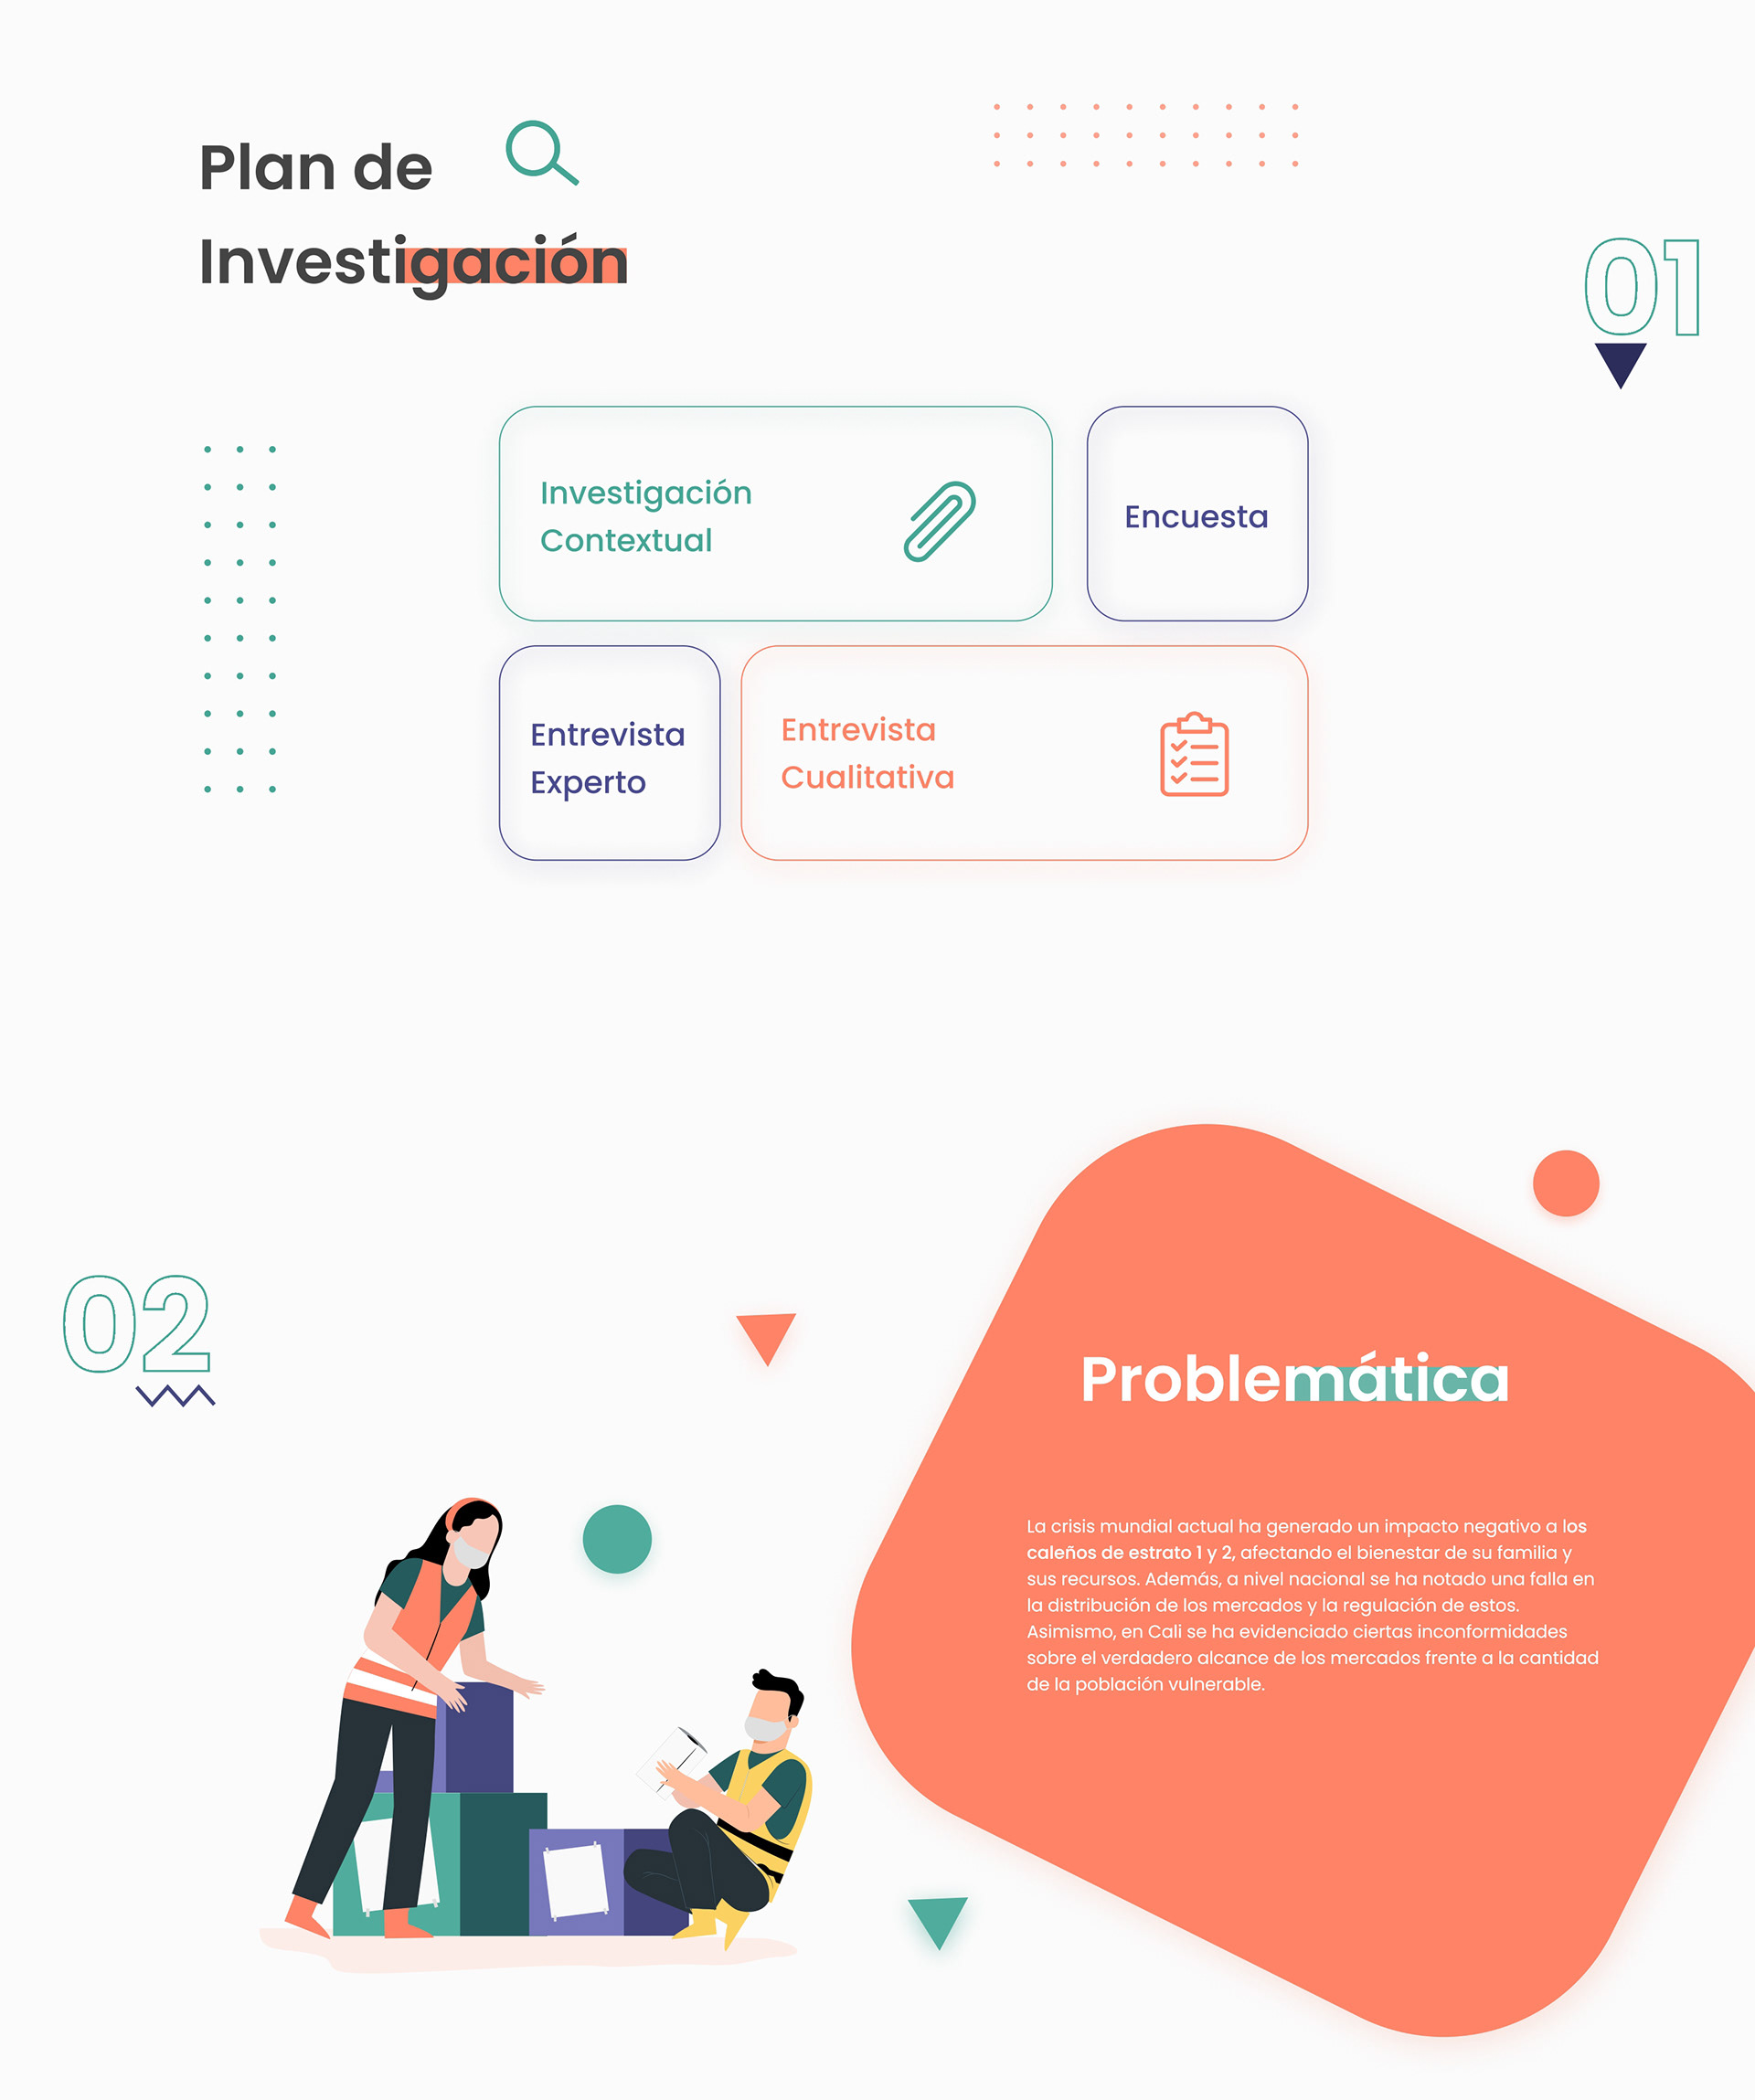 Plan de
Investigación
01
Investigación
Contextual
Encuesta
Entrevista
Experto
Entrevista
Cualitativa
02
Problemática
La crisis mundial actual ha generado un impacto negativo a los
caleños de estrato 1 y 2, afectando el bienestar de su familia y
sus recursos. Además, a nivel nacional se ha notado una falla en
la distribución de los mercados y la regulación de estos.
Asimismo, en Cali se ha evidenciado ciertas inconformidades
sobre el verdadero alcance de los mercados frente a la cantidad
de la población vulnerable.